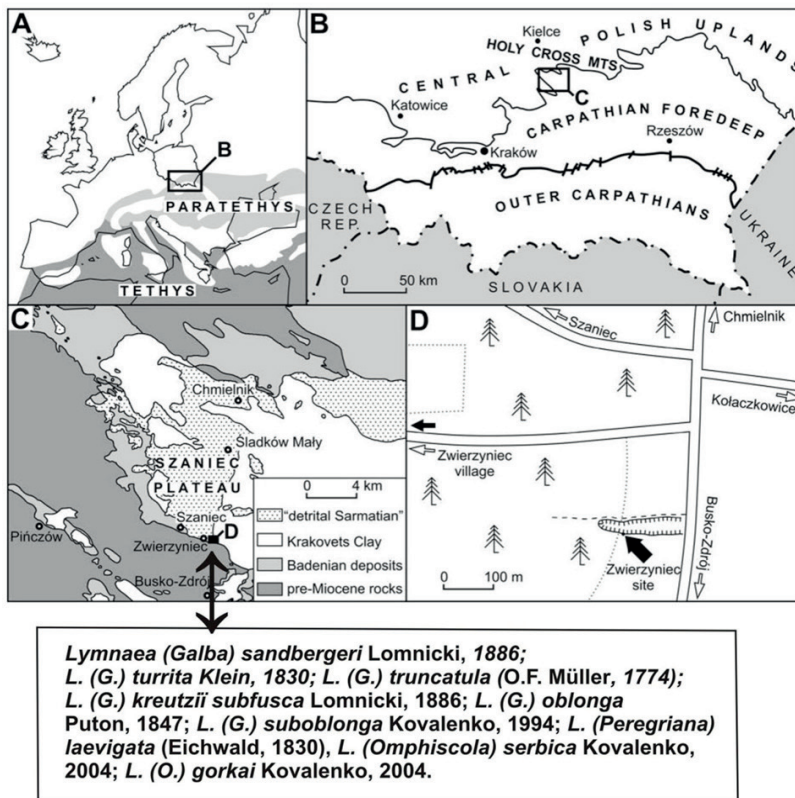 A
B
PARATETHYS
TETHYS
B
Kielce
HOLY CROSS MTS
POLISH UPLANDS
CENTRAL
C
Katowice
CARPATHIAN FOREDEEP
Rzeszów
Kraków
OUTER CARPATHIANS
CZECH
REP.
UKRAINE
0 50 km
SLOVAKIA
C
Chmielnik
Śladków Mały
SZANIEC
PLATEAU
0 4 km
Szaniec
D
Pińczów
Zwierzyniec
Busko-Zdrój
"detrital Sarmatian"
Krakovets Clay
Badenian deposits
pre-Miocene rocks
D
Szaniec
Chmielnik
Kołaczkowice
Zwierzyniec
village
Busko-Zdrój
0 100 m
Zwierzyniec
site
Lymnaea (Galba) sandbergeri Lomnicki, 1886;
L. (G.) turrita Klein, 1830; L. (G.) truncatula (O.F. Müller, 1774);
L. (G.) kreutziï subfusca Lomnicki, 1886; L. (G.) oblonga
Puton, 1847; L. (G.) suboblonga Kovalenko, 1994; L. (Peregriana)
laevigata (Eichwald, 1830), L. (Omphiscola) serbica Kovalenko,
2004; L. (O.) gorkai Kovalenko, 2004.